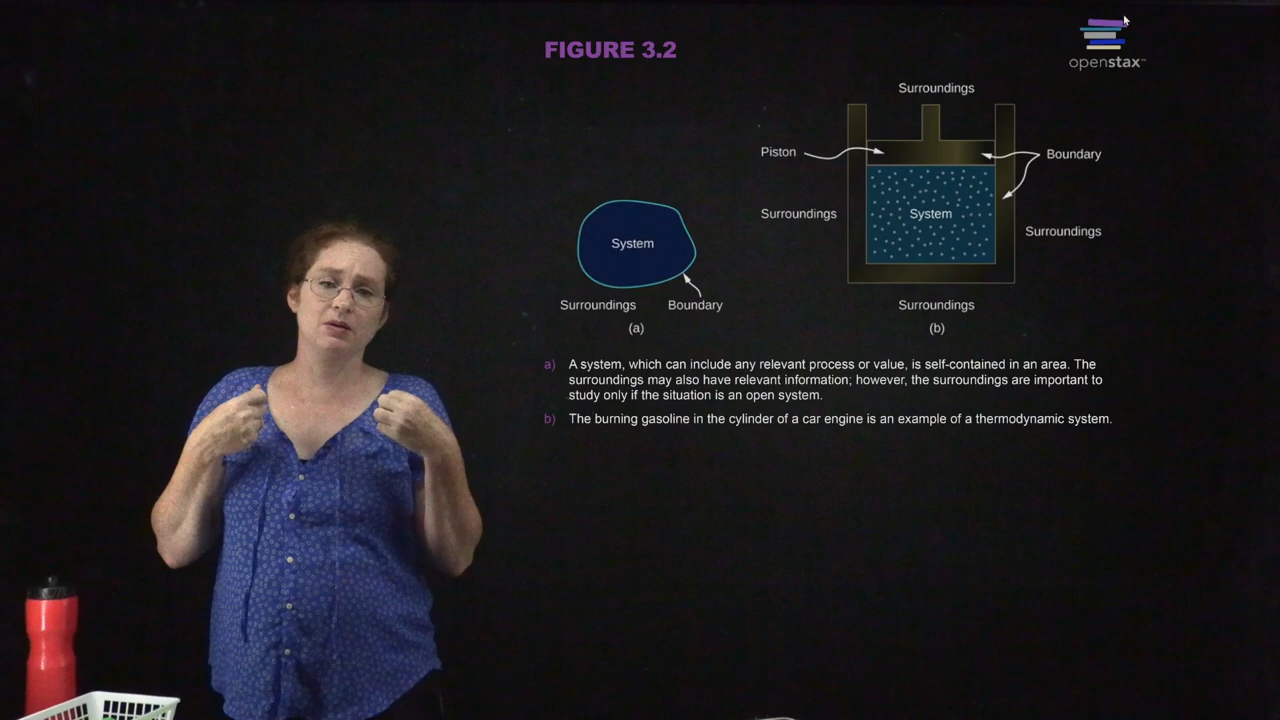 FIGURE 3.2
openstax™
Surroundings
Piston
Boundary
System
Surroundings
Surroundings
Surroundings
(b)
System
Surroundings
Boundary
(a)
a) A system, which can include any relevant process or value, is self-contained in an area. The
surroundings may also have relevant information; however, the surroundings are important to
study only if the situation is an open system.
b) The burning gasoline in the cylinder of a car engine is an example of a thermodynamic system.